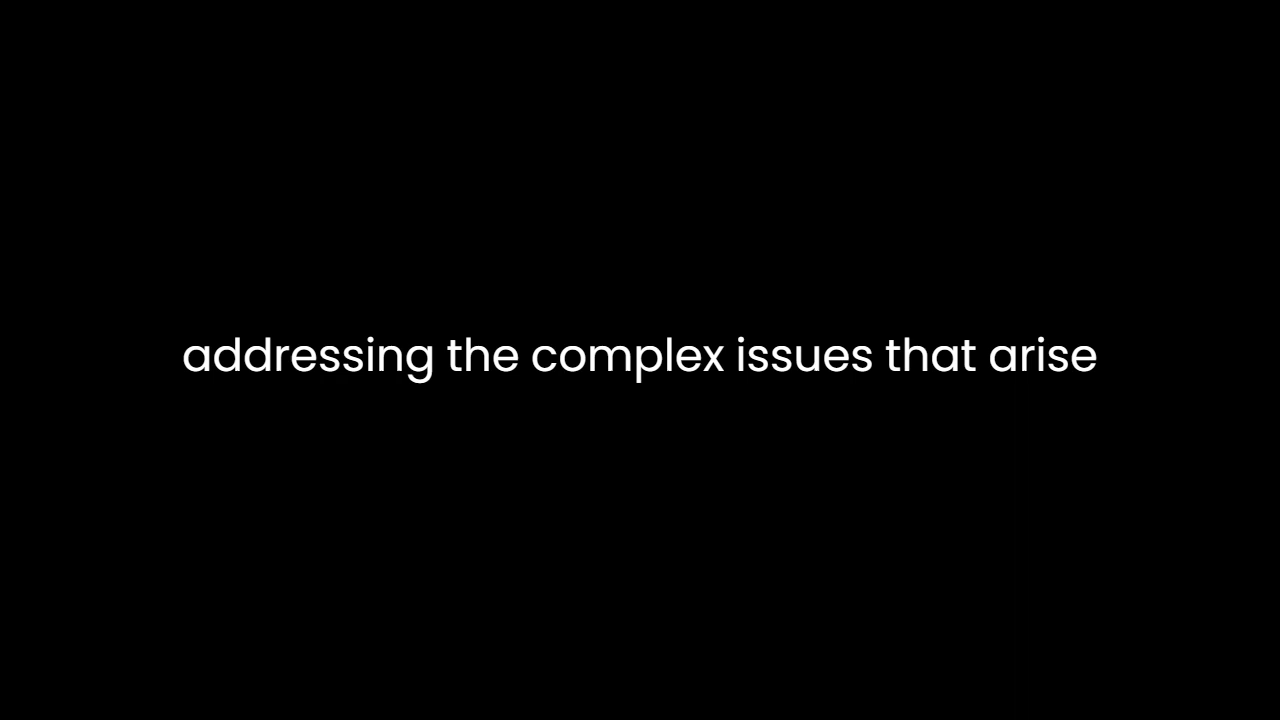 addressing the complex issues that arise